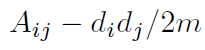 $A_{ij} - d_i d_j / 2m$